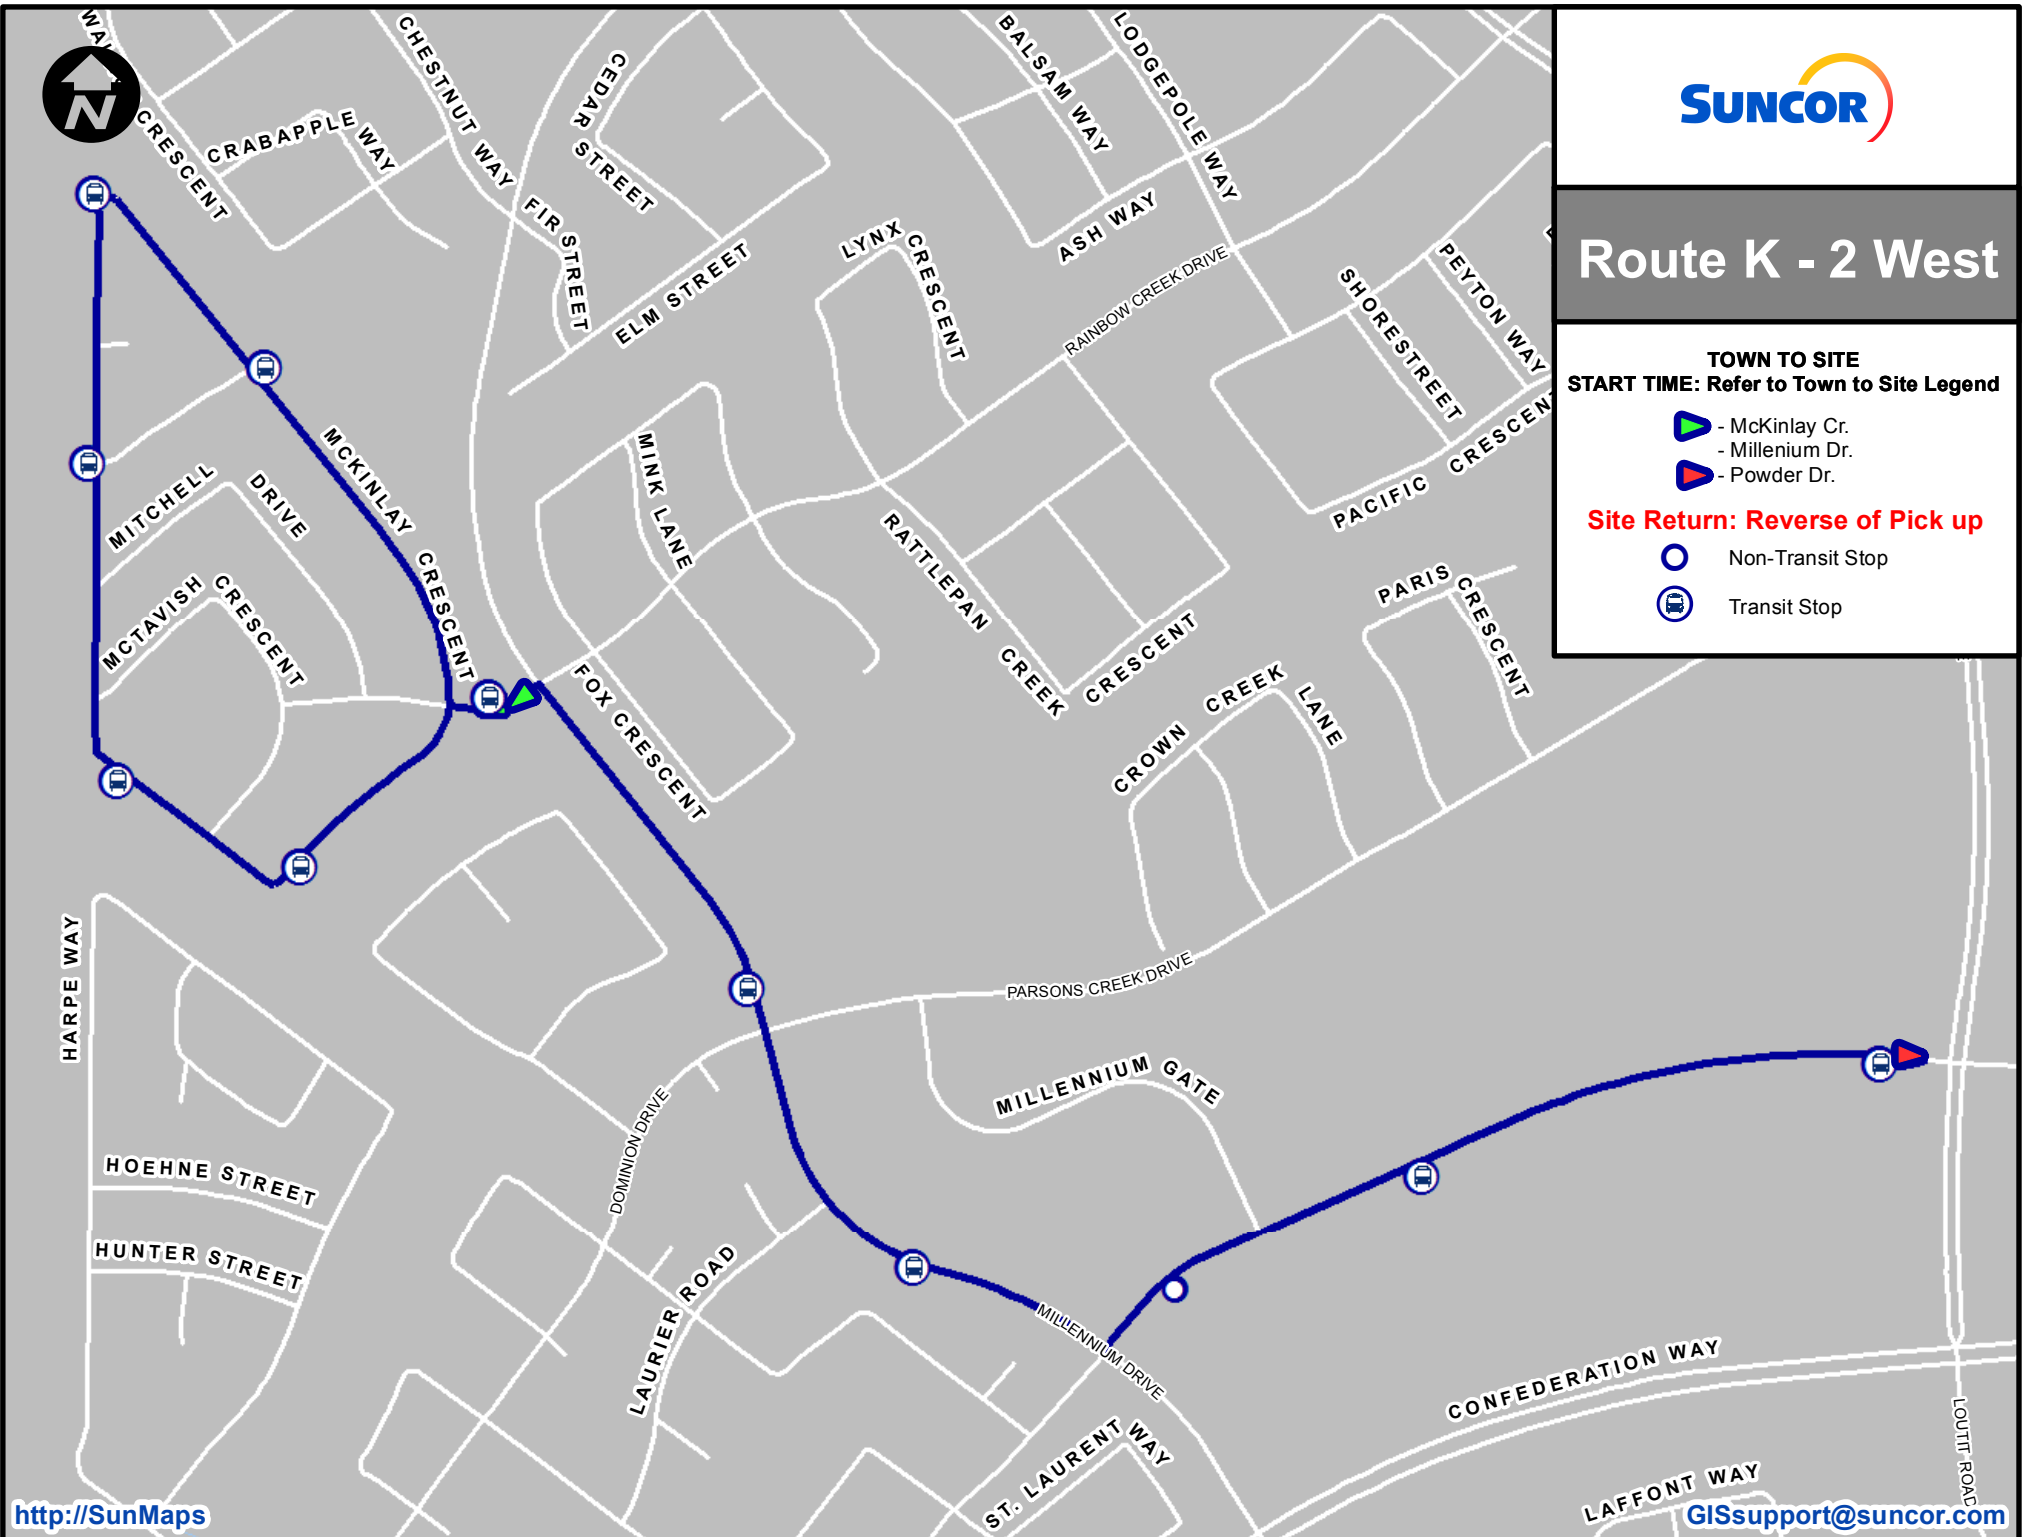 SUNCOR
Route K - 2 West
TOWN TO SITE
START TIME: Refer to Town to Site Legend
- McKinlay Cr.
- Millenium Dr.
- Powder Dr.
Site Return: Reverse of Pick up
Non-Transit Stop
Transit Stop
N
CRESCENT
CRABAPPLE WAY
CHESTNUT WAY
CEDAR STREET
FIR STREET
ELM STREET
BALSAM WAY
LODGEPOLE WAY
ASH WAY
LYNX CRESCENT
RAINBOW CREEK DRIVE
SHORESTREET
PEYTON WAY
PACIFIC CRESCENT
MCKINLAY CRESCENT
MITCHELL DRIVE
MCTAVISH CRESCENT
MINK LANE
RATTLEPAN CREEK CRESCENT
PARIS CRESCENT
FOX CRESCENT
CROWN CREEK LANE
HARPE WAY
PARSONS CREEK DRIVE
MILLENNIUM GATE
DOMINION DRIVE
HOEHNE STREET
HUNTER STREET
LAURIER ROAD
MILLENNIUM DRIVE
CONFEDERATION WAY
LOUTIT ROAD
ST. LAURENT WAY
LAFFONT WAY
http://SunMaps
GISsupport@suncor.com